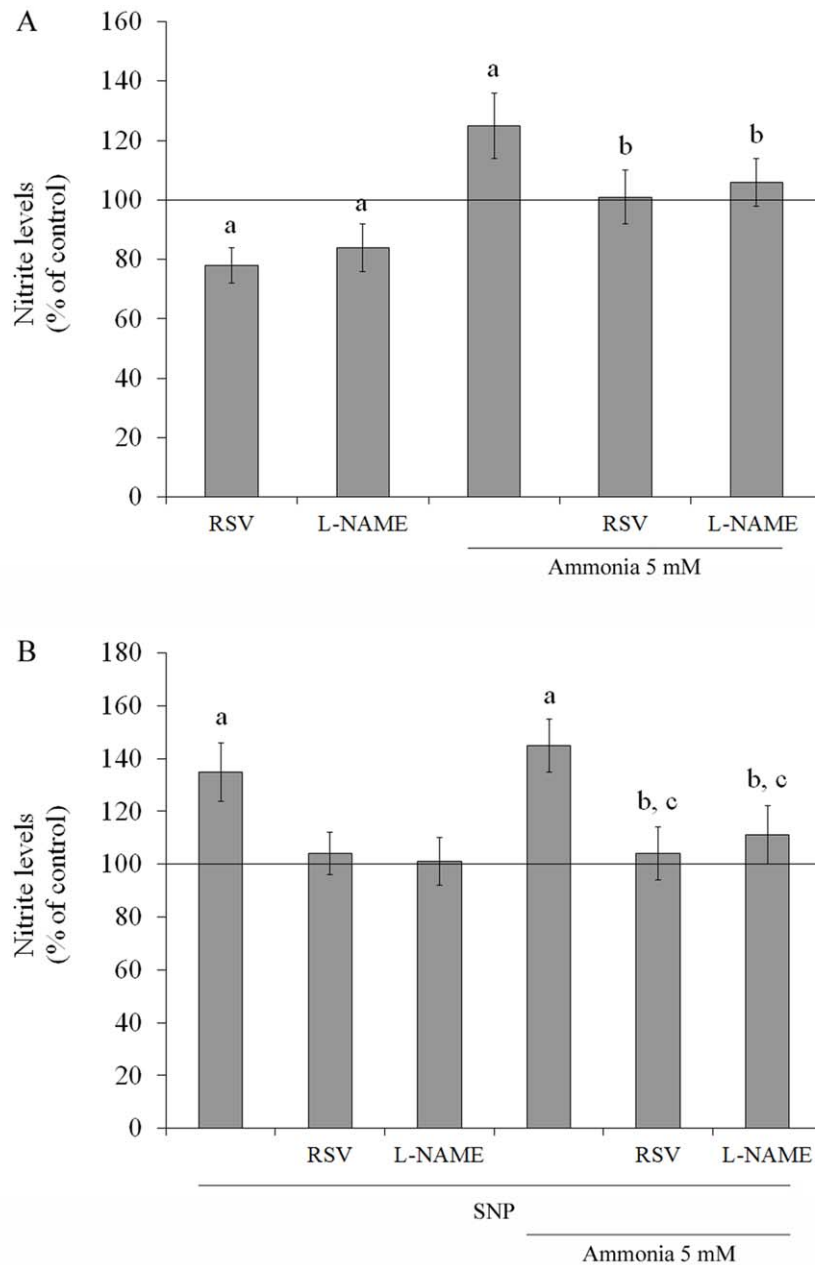 A
160
a
140
b
b
120
100
a
a
80
60
40
20
0
Nitrite levels
(% of control)
RSV L-NAME RSV L-NAME
Ammonia 5 mM
B
180
160
a
a
140
b, c
b, c
120
100
80
60
40
20
0
Nitrite levels
(% of control)
RSV L-NAME RSV L-NAME
SNP
Ammonia 5 mM